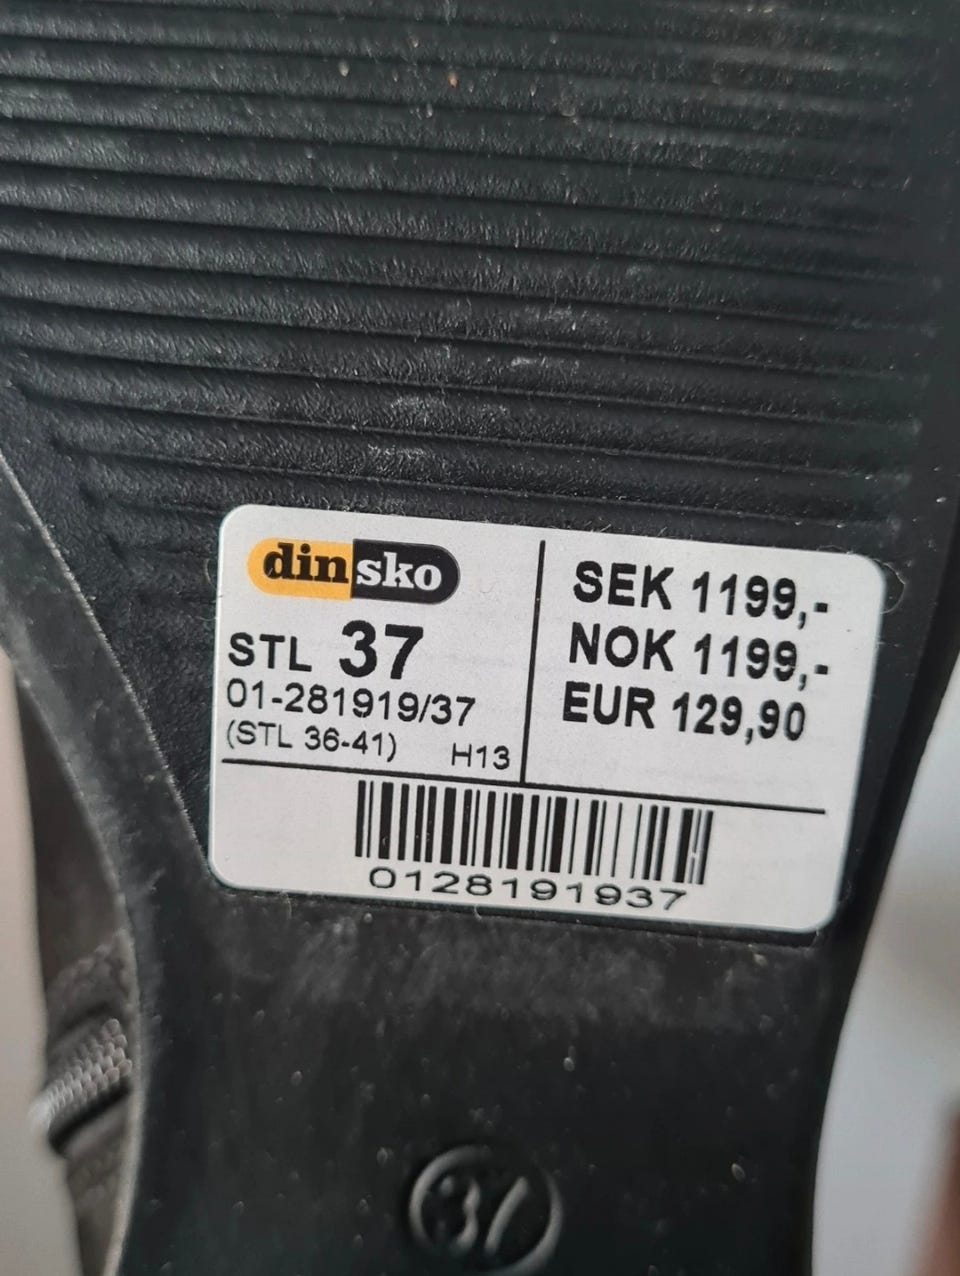 dinsko
STL 37
01-281919/37
(STL 36-41) H13
SEK 1199,-
NOK 1199,-
EUR 129,90
0128191937
37